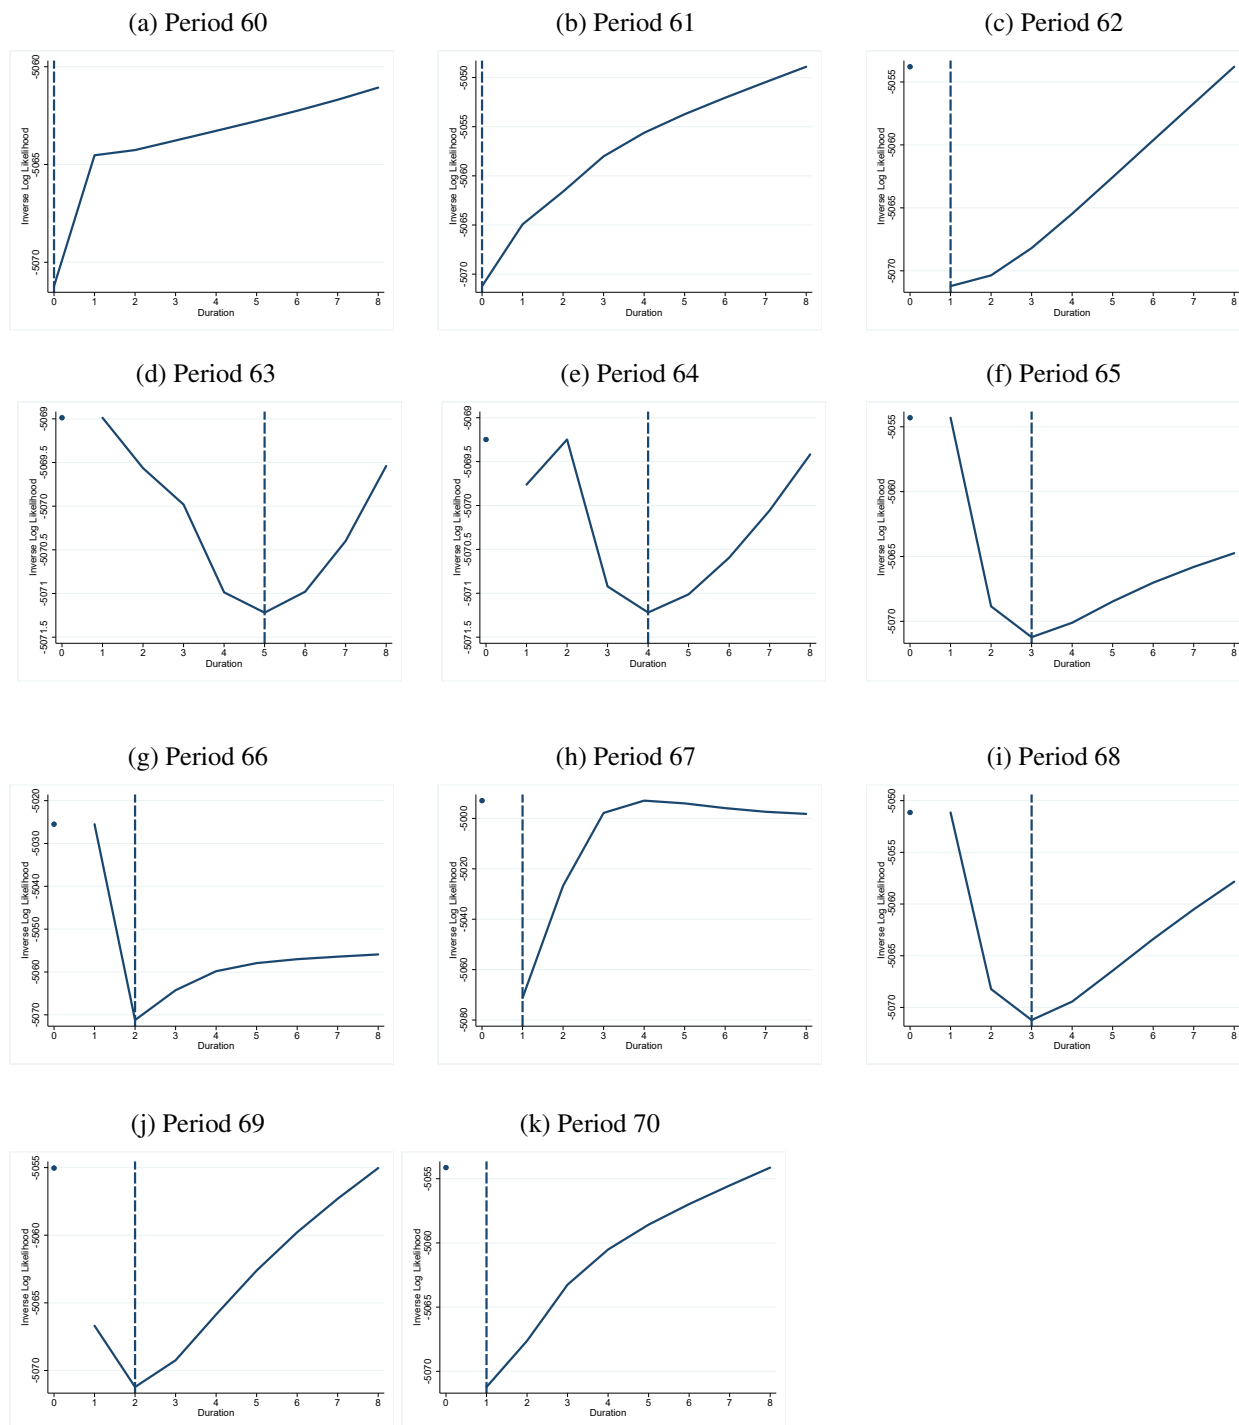 (a) Period 60
(b) Period 61
(c) Period 62
Inverse Log Likelihood
-5060
-5065
-5070
0 1 2 3 4 5 6 7 8
Duration
Inverse Log Likelihood
-5050
-5055
-5060
-5065
-5070
0 1 2 3 4 5 6 7 8
Duration
Inverse Log Likelihood
-5055
-5060
-5065
-5070
0 1 2 3 4 5 6 7 8
Duration
(d) Period 63
(e) Period 64
(f) Period 65
Inverse Log Likelihood
-5069
-5069.5
-5070
-5070.5
-5071
-5071.5
0 1 2 3 4 5 6 7 8
Duration
Inverse Log Likelihood
-5069
-5069.5
-5070
-5070.5
-5071
-5071.5
0 1 2 3 4 5 6 7 8
Duration
Inverse Log Likelihood
-5055
-5060
-5065
-5070
0 1 2 3 4 5 6 7 8
Duration
(g) Period 66
(h) Period 67
(i) Period 68
Inverse Log Likelihood
-5020
-5030
-5040
-5050
-5060
-5070
0 1 2 3 4 5 6 7 8
Duration
Inverse Log Likelihood
-5000
-5020
-5040
-5060
-5080
0 1 2 3 4 5 6 7 8
Duration
Inverse Log Likelihood
-5050
-5055
-5060
-5065
-5070
0 1 2 3 4 5 6 7 8
Duration
(j) Period 69
(k) Period 70
Inverse Log Likelihood
-5055
-5060
-5065
-5070
0 1 2 3 4 5 6 7 8
Duration
Inverse Log Likelihood
-5055
-5060
-5065
-5070
0 1 2 3 4 5 6 7 8
Duration